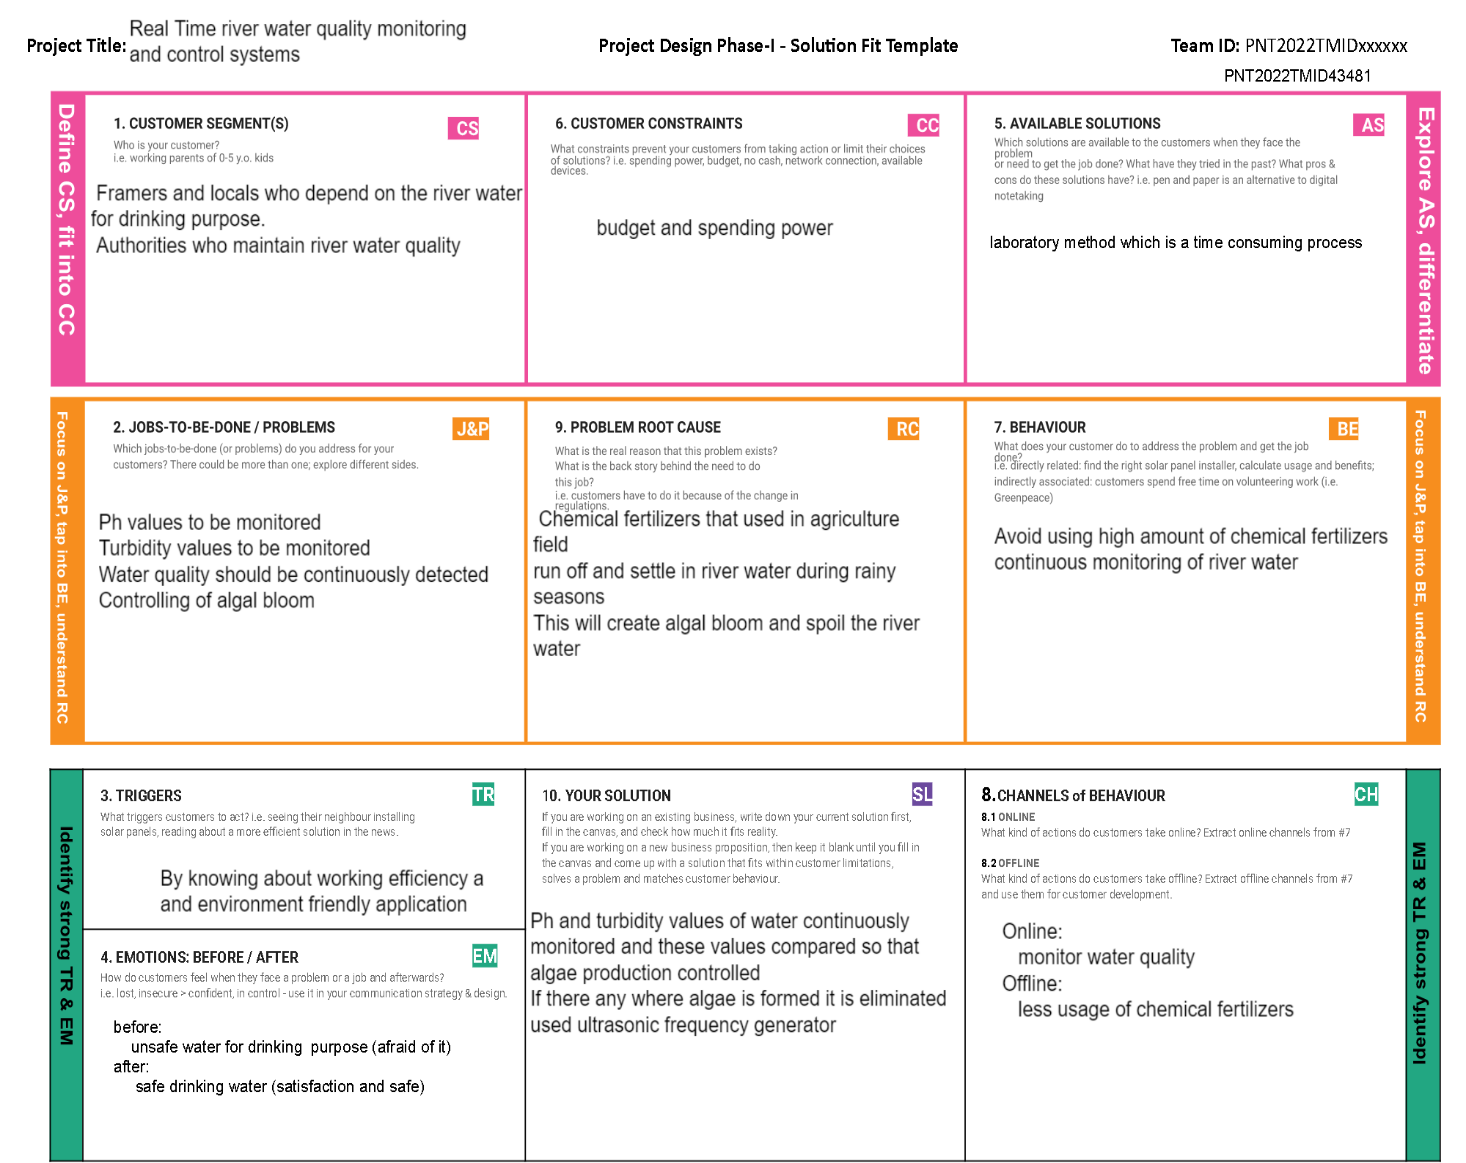 Real Time river water quality monitoring
Project Title: and control systems
Project Design Phase-I - Solution Fit Template
Team ID: PNT2022TMIDxxxxxx
PNT2022TMID43481
Define CS, fit into CC
1. CUSTOMER SEGMENT(S)
CS
Who is your customer?
i.e. working parents of 0-5 y.o. kids
Framers and locals who depend on the river water
for drinking purpose.
Authorities who maintain river water quality
6. CUSTOMER CONSTRAINTS
CC
What constraints prevent your customers from taking action or limit their choices
of solutions? i.e. spending power, budget, no cash, network connection, available
devices.
budget and spending power
5. AVAILABLE SOLUTIONS
AS
Which solutions are available to the customers when they face the
problem
or need to get the job done? What have they tried in the past? What pros &
cons do these solutions have? i.e. pen and paper is an alternative to digital
notetaking
laboratory method which is a time consuming process
Explore AS, differentiate
Focus on J&P, tap into BE, understand RC
2. JOBS-TO-BE-DONE / PROBLEMS
J&P
Which jobs-to-be-done (or problems) do you address for your
customers? There could be more than one; explore different sides.
Ph values to be monitored
Turbidity values to be monitored
Water quality should be continuously detected
Controlling of algal bloom
9. PROBLEM ROOT CAUSE
RC
What is the real reason that this problem exists?
What is the back story behind the need to do
this job?
i.e. customers have to do it because of the change in
regulations.
Chemical fertilizers that used in agriculture
field
run off and settle in river water during rainy
seasons
This will create algal bloom and spoil the river
water
7. BEHAVIOUR
BE
What does your customer do to address the problem and get the job
done?
i.e. directly related: find the right solar panel installer, calculate usage and benefits;
indirectly associated: customers spend free time on volunteering work (i.e.
Greenpeace)
Avoid using high amount of chemical fertilizers
continuous monitoring of river water
Focus on J&P, tap into BE, understand RC
Identify strong TR & EM
3. TRIGGERS
TR
What triggers customers to act? i.e. seeing their neighbour installing
solar panels, reading about a more efficient solution in the news.
By knowing about working efficiency a
and environment friendly application
4. EMOTIONS: BEFORE / AFTER
EM
How do customers feel when they face a problem or a job and afterwards?
i.e. lost, insecure > confident, in control - use it in your communication strategy & design.
before:
unsafe water for drinking purpose (afraid of it)
after:
safe drinking water (satisfaction and safe)
10. YOUR SOLUTION
SL
If you are working on an existing business, write down your current solution first,
fill in the canvas, and check how much it fits reality.
If you are working on a new business proposition, then keep it blank until you fill in
the canvas and come up with a solution that fits within customer limitations,
solves a problem and matches customer behaviour.
Ph and turbidity values of water continuously
monitored and these values compared so that
algae production controlled
If there any where algae is formed it is eliminated
used ultrasonic frequency generator
8.CHANNELS of BEHAVIOUR
CH
8.1 ONLINE
What kind of actions do customers take online? Extract online channels from #7
8.2 OFFLINE
What kind of actions do customers take offline? Extract offline channels from #7
and use them for customer development.
Online:
monitor water quality
Offline:
less usage of chemical fertilizers
Identify strong TR & EM